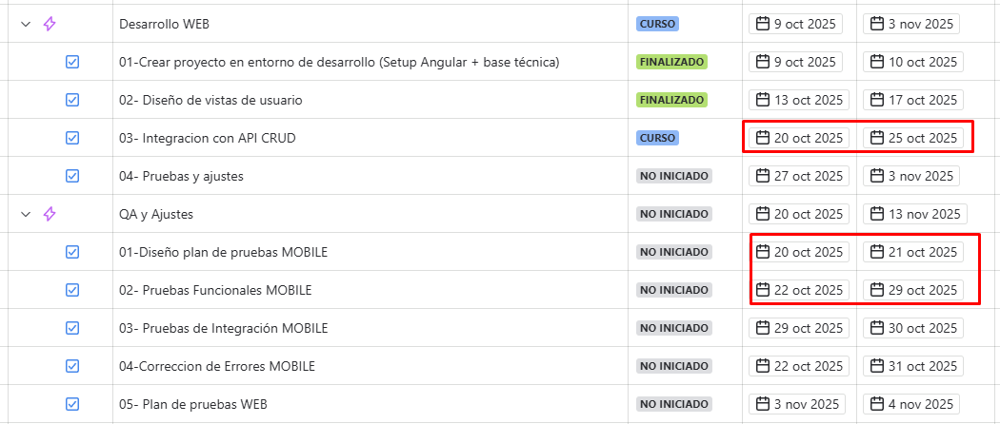 Desarrollo WEB CURSO 9 oct 2025 3 nov 2025
01-Crear proyecto en entorno de desarrollo (Setup Angular + base técnica) FINALIZADO 9 oct 2025 10 oct 2025
02- Diseño de vistas de usuario FINALIZADO 13 oct 2025 17 oct 2025
03- Integracion con API CRUD CURSO 20 oct 2025 25 oct 2025
04- Pruebas y ajustes NO INICIADO 27 oct 2025 3 nov 2025
QA y Ajustes NO INICIADO 20 oct 2025 13 nov 2025
01-Diseño plan de pruebas MOBILE NO INICIADO 20 oct 2025 21 oct 2025
02- Pruebas Funcionales MOBILE NO INICIADO 22 oct 2025 29 oct 2025
03- Pruebas de Integración MOBILE NO INICIADO 29 oct 2025 30 oct 2025
04-Correccion de Errores MOBILE NO INICIADO 22 oct 2025 31 oct 2025
05- Plan de pruebas WEB NO INICIADO 3 nov 2025 4 nov 2025